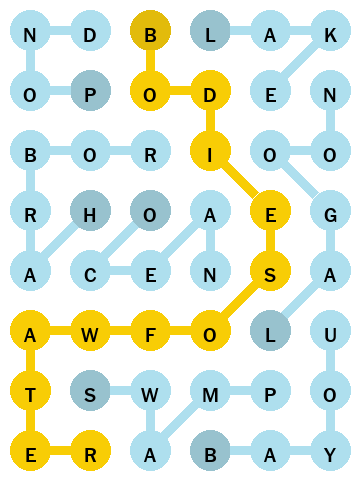 N D B L A K
O P O D E N
B O R I O O
R H O A E G
A C E N S A
A W F O L U
T S W M P O
E R A B A Y